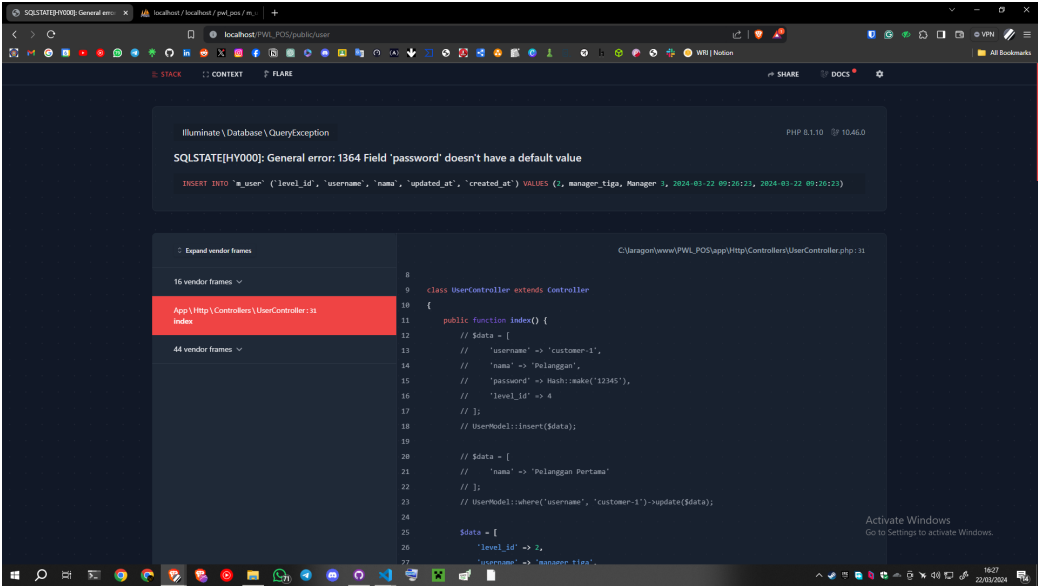 SQLSTATE[HY000]: General erro
localhost / localhost / pwl_pos / m_u
localhost/PWL_POS/public/user
VPN
WRI | Notion
All Bookmarks
STACK
CONTEXT
FLARE
SHARE
DOCS
Illuminate \ Database \ QueryException
PHP 8.1.10
10.46.0
SQLSTATE[HY000]: General error: 1364 Field 'password' doesn't have a default value
INSERT INTO `m_user` (`level_id`, `username`, `nama`, `updated_at`, `created_at`) VALUES (2, manager_tiga, Manager 3, 2024-03-22 09:26:23, 2024-03-22 09:26:23)
Expand vendor frames
C:\laragon\www\PWL_POS\app\Http\Controllers\UserController.php : 31
16 vendor frames
App \ Http \ Controllers \ UserController : 31
index
44 vendor frames
8
9 class UserController extends Controller
10 {
11 public function index() {
12 // $data = [
13 // 'username' => 'customer-1',
14 // 'nama' => 'Pelanggan',
15 // 'password' => Hash::make('12345'),
16 // 'level_id' => 4
17 // ];
18 // UserModel::insert($data);
19
20 // $data = [
21 // 'nama' => 'Pelanggan Pertama'
22 // ];
23 // UserModel::where('username', 'customer-1')->update($data);
24
25 $data = [
26 'level_id' => 2,
27 'username' => 'manager_tiga',
Activate Windows
Go to Settings to activate Windows.
71
16:27
22/03/2024